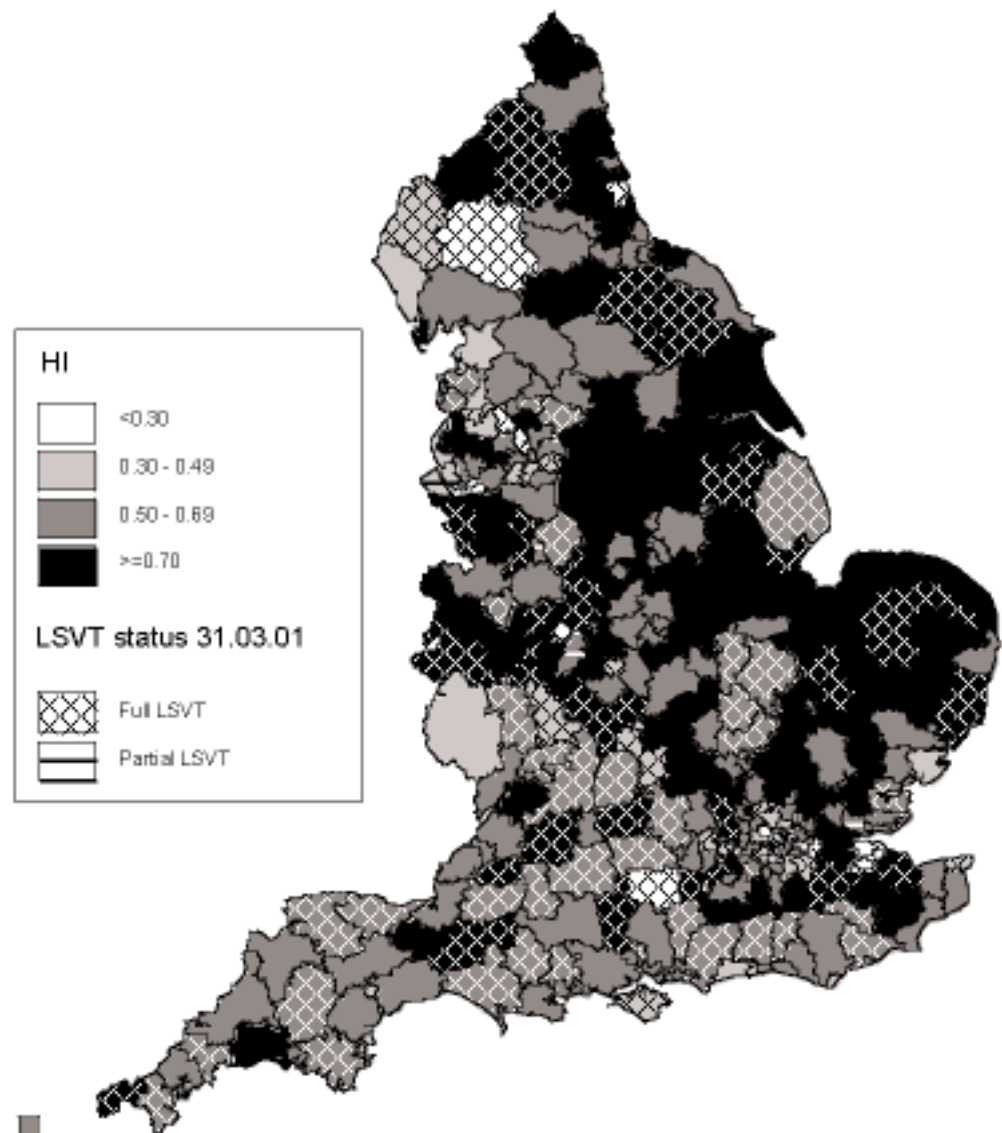 HI
<0.30
0.30 - 0.49
0.50 - 0.69
>=0.70
LSVT status 31.03.01
Full LSVT
Partial LSVT